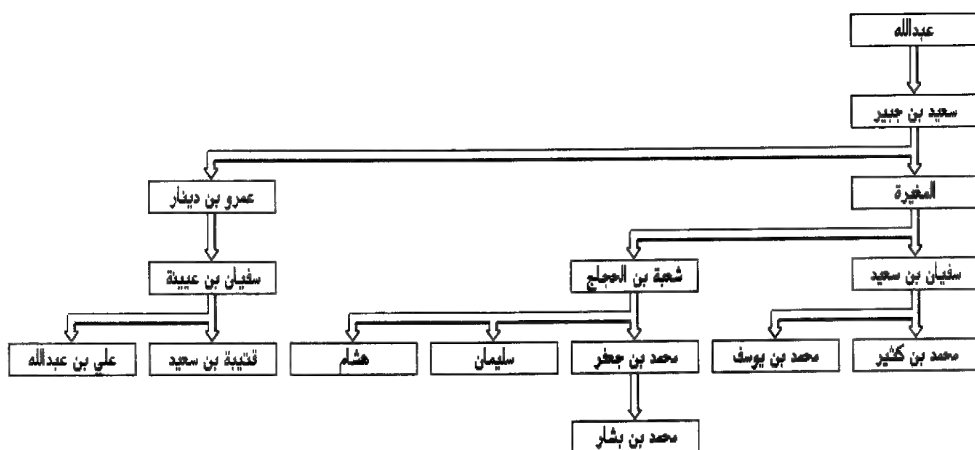 عبدالله
سعيد بن جبير
المغيرة
عمرو بن دينار
سفيان بن سعيد
شعبة بن الحجاج
سفيان بن عيينة
محمد بن كثير
محمد بن يوسف
محمد بن جعفر
سليمان
هشام
قتيبة بن سعيد
علي بن عبدالله
محمد بن بشار